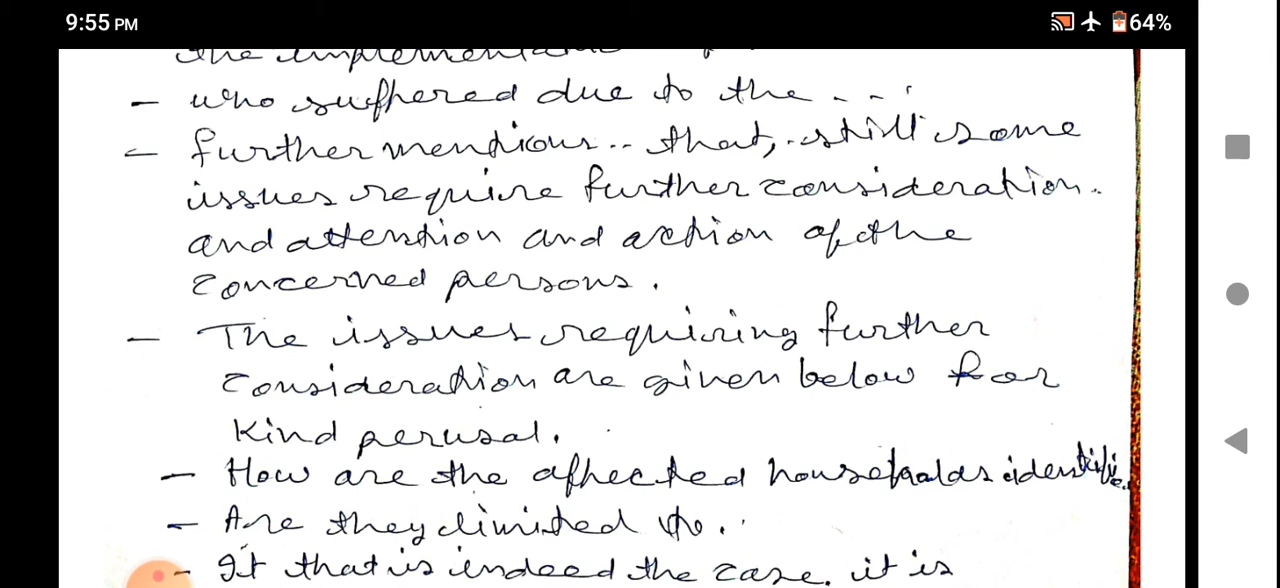 9:55 PM
64%
the
- who suffered due to the - - .
- further mentions .. that, . still some
issues require further consideration.
and attention and action of the
concerned persons.
- The issues requiring further
consideration are given below for
kind perusal.
- How are the affected households
- Are they limited to .
- If that is indeed the case, it is